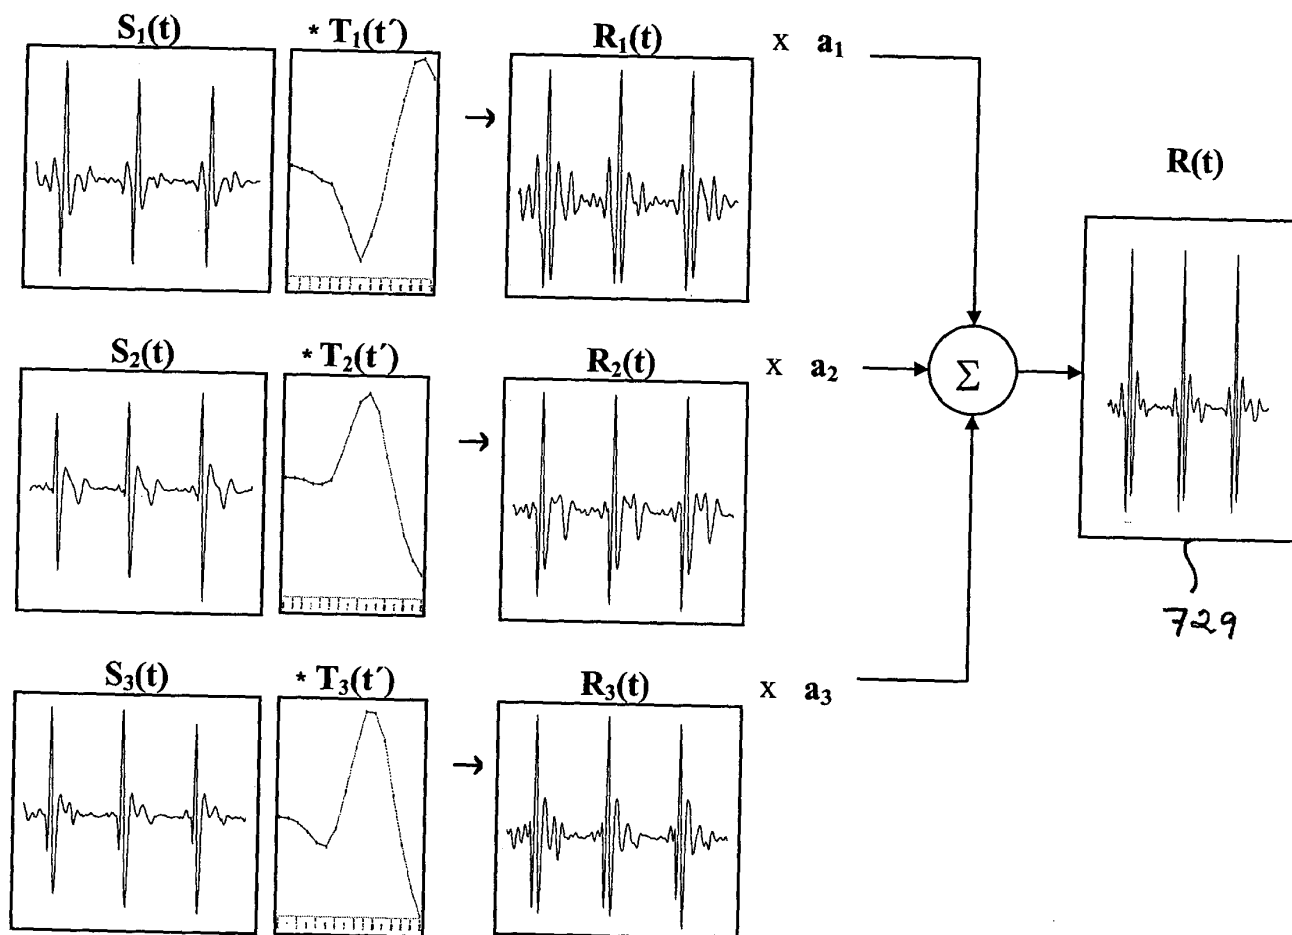 S₁(t) * T₁(t′) R₁(t) x a₁
→
R(t)
S₂(t) * T₂(t′) R₂(t) x a₂
Σ
→
729
S₃(t) * T₃(t′) R₃(t) x a₃
→